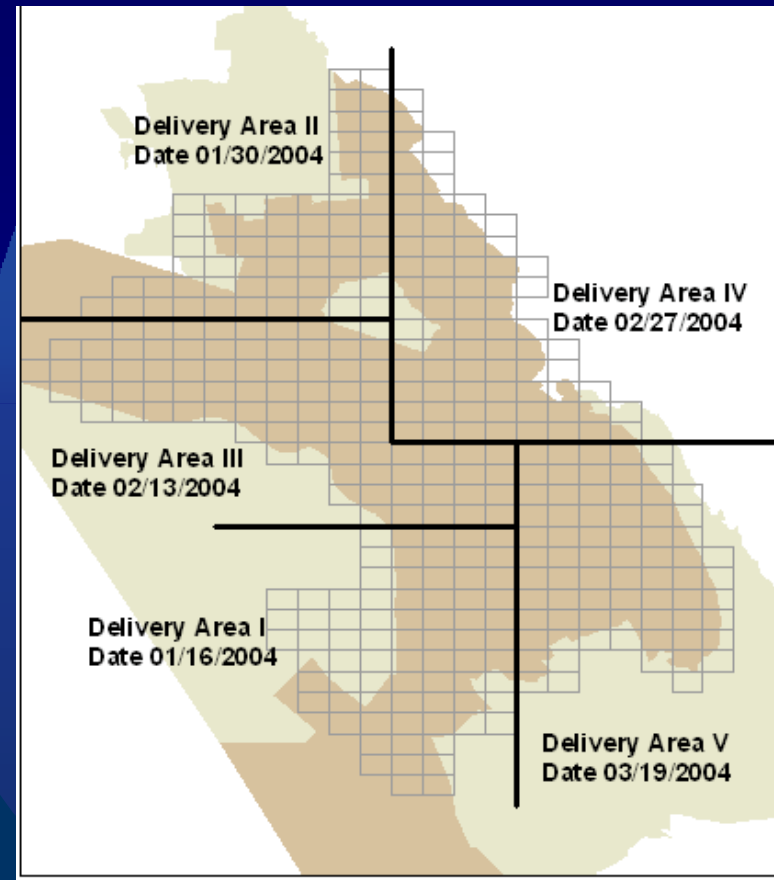 Delivery Area II
Date 01/30/2004
Delivery Area IV
Date 02/27/2004
Delivery Area III
Date 02/13/2004
Delivery Area I
Date 01/16/2004
Delivery Area V
Date 03/19/2004